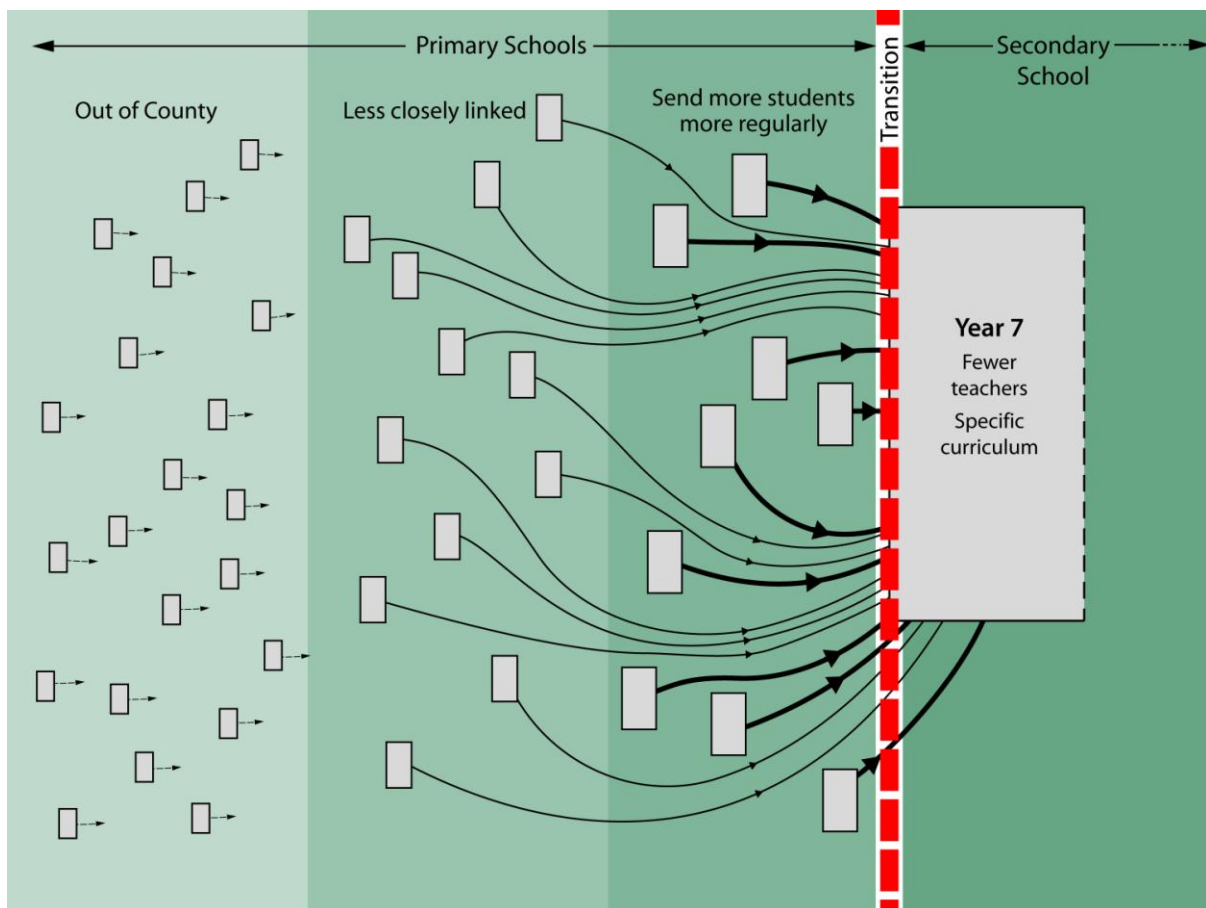 Primary Schools
Secondary
School
Transition
Out of County
Less closely linked
Send more students
more regularly
Year 7
Fewer
teachers
Specific
curriculum